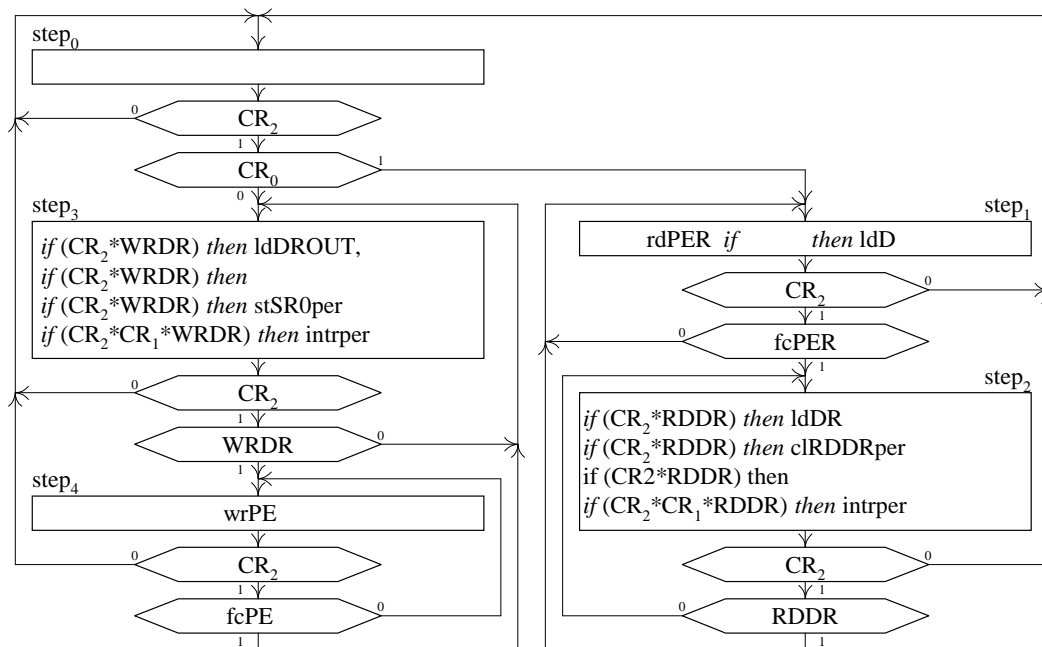 step₀
0
CR₂
1
CR₀
1
0
step₃
if (CR₂*WRDR) then ldDROUT,
if (CR₂*WRDR) then
if (CR₂*WRDR) then stSR0per
if (CR₂*CR₁*WRDR) then intrper
0
CR₂
1
WRDR
0
1
step₄
wrPE
0
CR₂
1
fcPE
0
1
step₁
rdPER if then ldD
CR₂
0
1
0
fcPER
1
step₂
if (CR₂*RDDR) then ldDR
if (CR₂*RDDR) then clRDDRper
if (CR2*RDDR) then
if (CR₂*CR₁*RDDR) then intrper
CR₂
0
1
0
RDDR
1